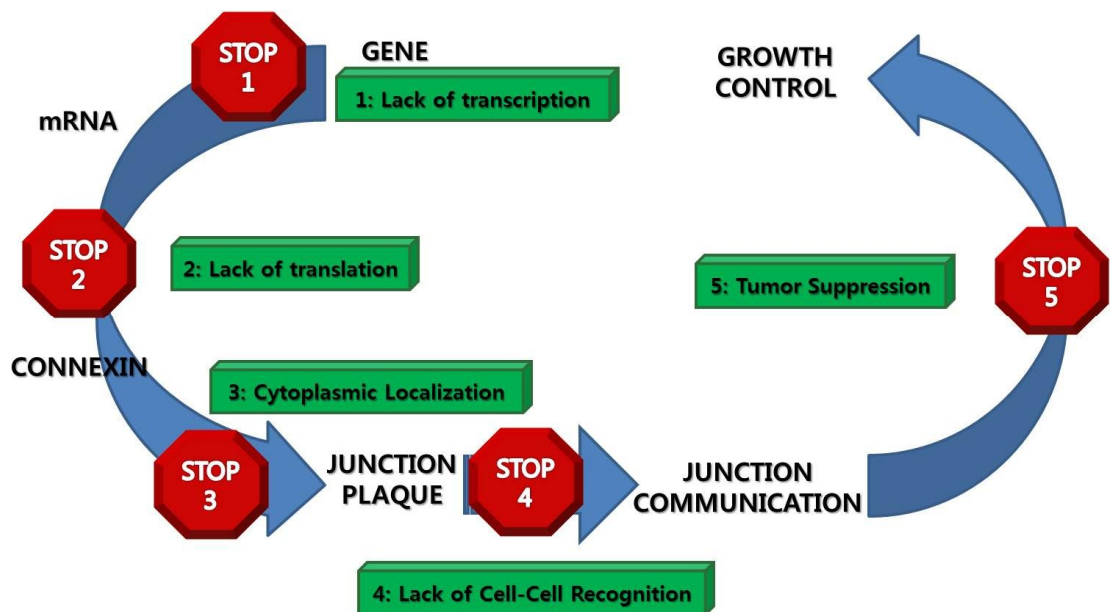 STOP
1
GENE
1: Lack of transcription
mRNA
STOP
2
2: Lack of translation
CONNEXIN
3: Cytoplasmic Localization
STOP
3
JUNCTION
PLAQUE
STOP
4
4: Lack of Cell-Cell Recognition
JUNCTION
COMMUNICATION
5: Tumor Suppression
STOP
5
GROWTH
CONTROL